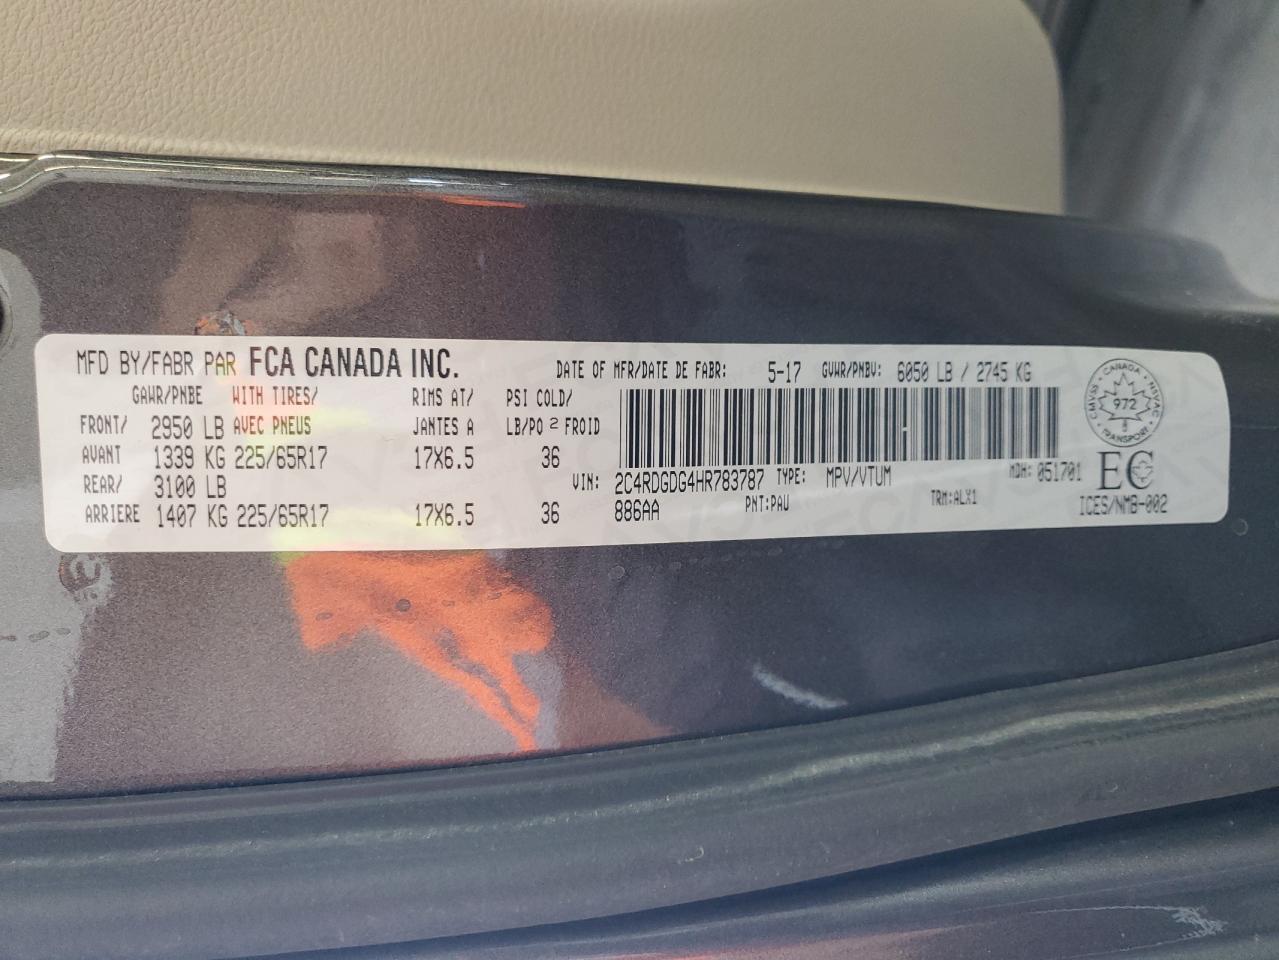 MFD BY/FABR PAR FCA CANADA INC. DATE OF MFR/DATE DE FABR: 5-17 GVWR/PNBV: 6050 LB / 2745 KG
GAWR/PNBE WITH TIRES/ RIMS AT/ PSI COLD/
FRONT/ 2950 LB AVEC PNEUS JANTES A LB/PO 2 FROID
AVANT 1339 KG 225/65R17 17X6.5 36
REAR/ 3100 LB VIN: 2C4RDGDG4HR783787 TYPE: MPV/VTUM MDH: 051701
ARRIERE 1407 KG 225/65R17 17X6.5 36 886AA PNT:PAU TRM:ALX1
CANADA
CMVSS NSVAC
972
8
TRANSPORT
EC
ICES/NMB-002